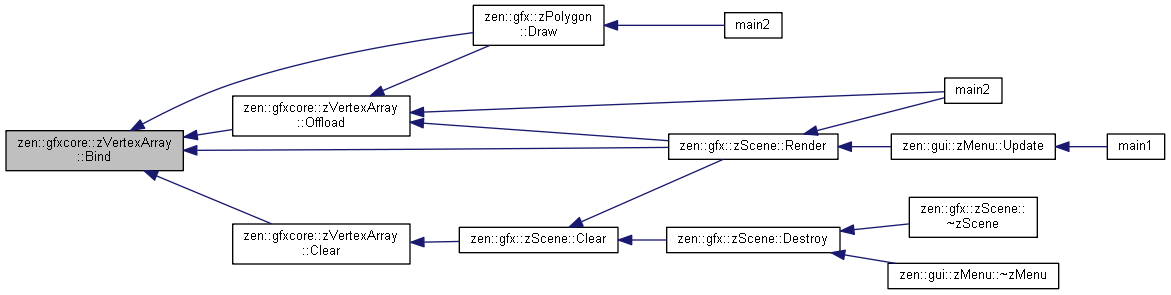 zen::gfx::zPolygon
::Draw
main2
zen::gfxcore::zVertexArray
::Offload
main2
zen::gfxcore::zVertexArray
::Bind
zen::gfx::zScene::Render
zen::gui::zMenu::Update
main1
zen::gfxcore::zVertexArray
::Clear
zen::gfx::zScene::Clear
zen::gfx::zScene::Destroy
zen::gfx::zScene::
~zScene
zen::gui::zMenu::~zMenu